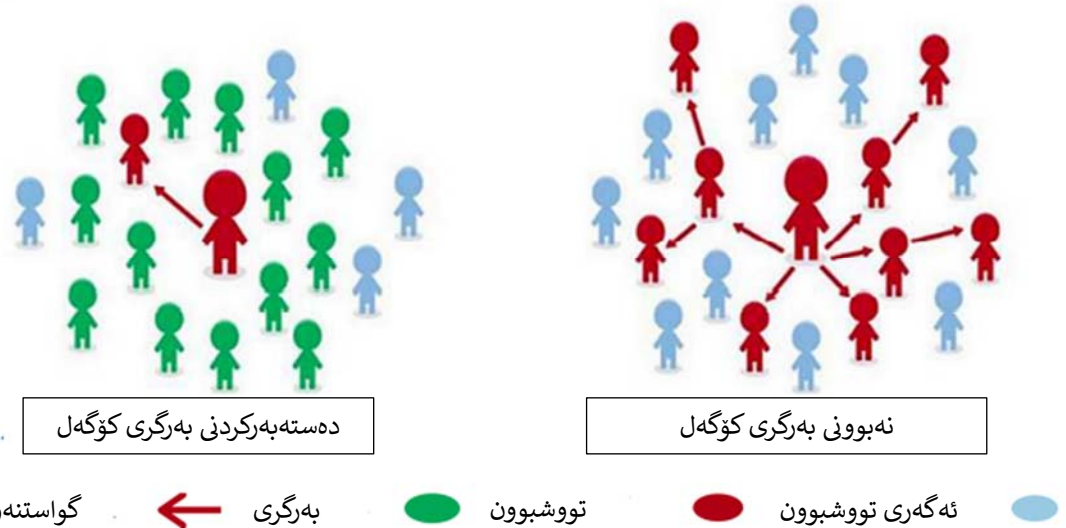 نەبوونی بەرگری کۆگەل
دەستەبەرکردنی بەرگری کۆگەل
ئەگەری تووشبوون
تووشبوون
بەرگری